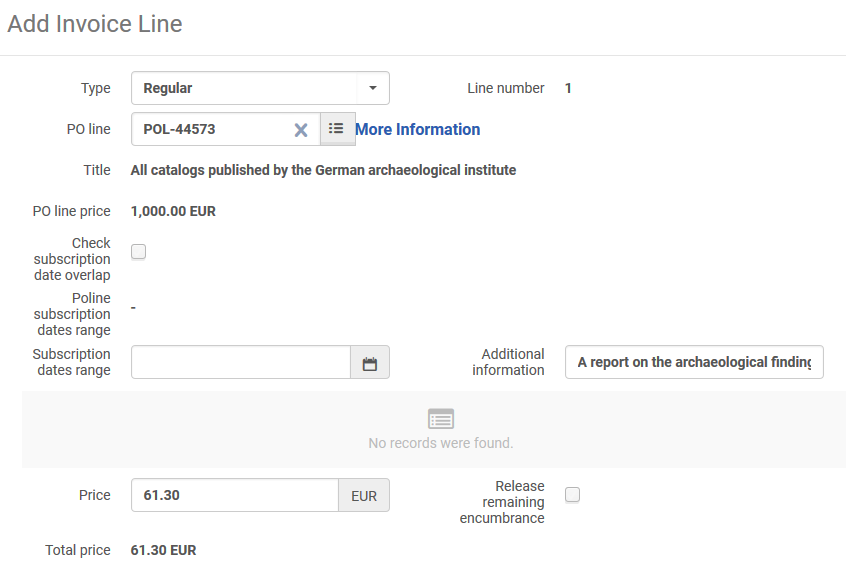 Add Invoice Line
Type
Regular
Line number
1
PO line
POL-44573
More Information
Title
All catalogs published by the German archaeological institute
PO line price
1,000.00 EUR
Check
subscription
date overlap
Poline
subscription
dates range
-
Subscription
dates range
Additional
information
A report on the archaeological finding
No records were found.
Price
61.30
EUR
Release
remaining
encumbrance
Total price
61.30 EUR